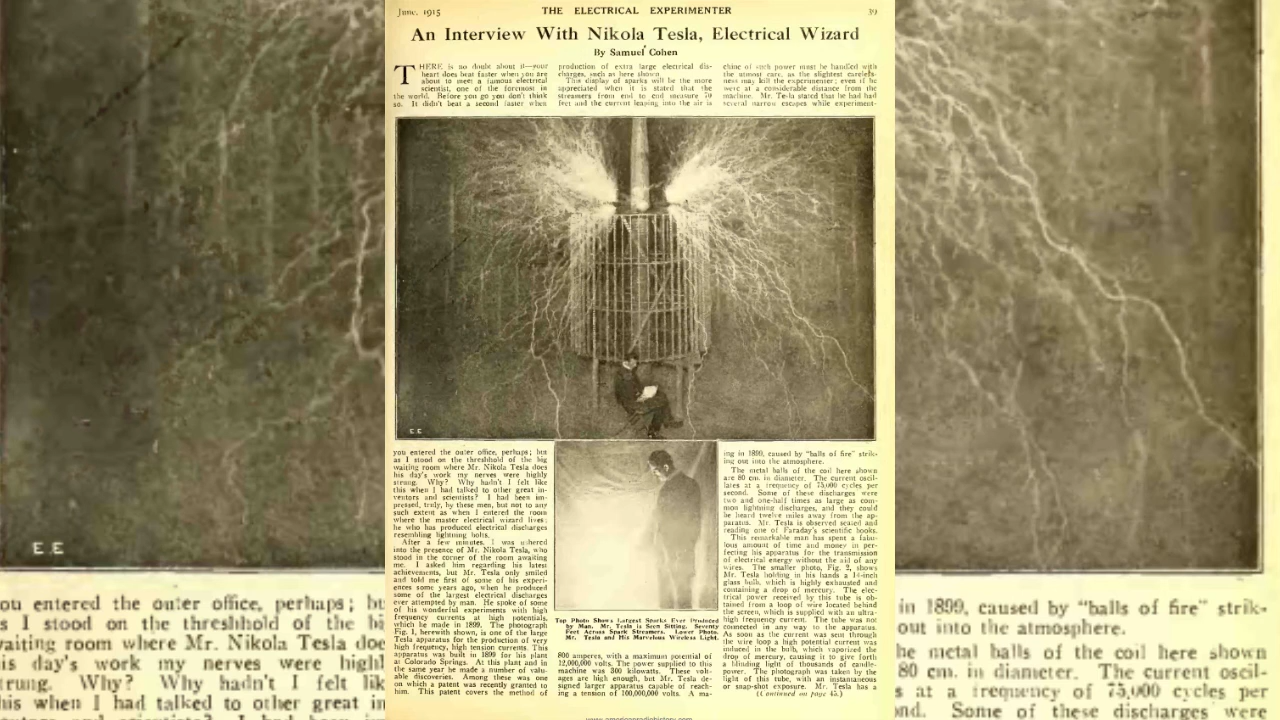 June, 1915
THE ELECTRICAL EXPERIMENTER
39
An Interview With Nikola Tesla, Electrical Wizard
By Samuel Cohen
THERE is no doubt about it—your
heart does beat faster when you are
about to meet a famous electrical
scientist, one of the foremost in
the world. Before you go you don't think
so. It didn't beat a second faster when
you entered the outer office, perhaps; but
as I stood on the threshhold of the big
waiting room where Mr. Nikola Tesla does
his day's work my nerves were highly
strung. Why? Why hadn't I felt like
this when I had talked to other great in-
ventors and scientists? I had been im-
pressed, truly, by these men, but not to any
such extent as when I entered the room
where the master electrical wizard lives;
he who has produced electrical discharges
resembling lightning bolts.
After a few minutes, I was ushered
into the presence of Mr. Nikola Tesla, who
stood in the corner of the room awaiting
me. I asked him regarding his latest
achievements, but Mr. Tesla only smiled
and told me first of some of his experi-
ences some years ago, when he produced
some of the largest electrical discharges
ever attempted by man. He spoke of some
of his wonderful experiments with high
frequency currents at high potentials,
which he made in 1899. The photograph
Fig. 1, herewith shown, is one of the large
Tesla apparatus for the production of very
high frequency, high tension currents. This
apparatus was built in 1899 for his plant
at Colorado Springs. At this plant and in
the same year he made a number of valu-
able discoveries. Among these was one
on which a patent was recently granted to
him. This patent covers the method of
production of extra large electrical dis-
charges, such as here shown
This display of sparks will be the more
appreciated when it is stated that the
streamers from end to end measure 70
feet and the current leaping into the air is
E E
Top Photo Shows Largest Sparks Ever Produced
by Man. Mr. Tesla Is Seen Sitting. Seventy
Feet Across Spark Streamers. Lower Photo,
Mr. Tesla and His Marvelous Wireless Light.
800 amperes, with a maximum potential of
12,000,000 volts. The power supplied to this
machine was 300 kilowatts. These volt-
ages are high enough, but Mr. Tesla de-
signed larger apparatus capable of reach-
ing a tension of 100,000,000 volts. A ma-
chine of such power must be handled with
the utmost care, as the slightest careless-
ness may kill the experimenter; even if he
were at a considerable distance from the
machine. Mr. Tesla stated that he had had
several narrow escapes while experiment-
ing in 1899, caused by "balls of fire" strik-
ing out into the atmosphere.
The metal balls of the coil here shown
are 80 cm. in diameter. The current oscil-
lates at a frequency of 75,000 cycles per
second. Some of these discharges were
two and one-half times as large as com-
mon lightning discharges, and they could
be heard twelve miles away from the ap-
paratus. Mr. Tesla is observed seated and
reading one of Faraday's scientific books.
This remarkable man has spent a fabu-
lous amount of time and money in per-
fecting his apparatus for the transmission
of electrical energy without the aid of any
wires. The smaller photo, Fig. 2, shows
Mr. Tesla holding in his hands a 14-inch
glass bulb, which is highly exhausted and
containing a drop of mercury. The elec-
trical power received by this tube is ob-
tained from a loop of wire located behind
the screen, which is supplied with an ultra-
high frequency current. The tube was not
connected in any way to the apparatus.
As soon as the current was sent through
the wire loop a high potential current was
induced in the bulb, which vaporized the
drop of mercury, causing it to give forth
a blinding light of thousands of candle-
power. The photograph was taken by the
light of this tube, with an instantaneous
or snap-shot exposure. Mr. Tesla has a
(Continued on page 45.)
www.americanradiohistory.com
E E
ou entered the outer office, perhaps; bu
s I stood on the threshhold of the bi
waiting room where Mr. Nikola Tesla doe
is day's work my nerves were highl
trung. Why? Why hadn't I felt lik
his when I had talked to other great in
in 1899, caused by "balls of fire" strik-
out into the atmosphere.
he metal balls of the coil here shown
80 cm. in diameter. The current oscil-
s at a frequency of 75,000 cycles per
nd. Some of these discharges were